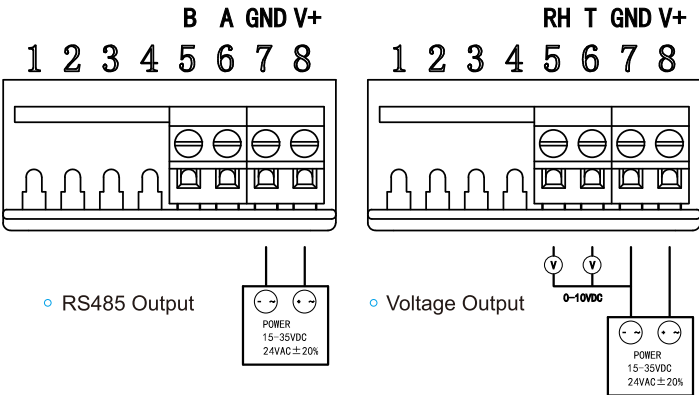 B A GND V+
1 2 3 4 5 6 7 8
RS485 Output
- ~ + ~
POWER
15-35VDC
24VAC±20%
RH T GND V+
1 2 3 4 5 6 7 8
V V
0-10VDC
Voltage Output
- ~ + ~
POWER
15-35VDC
24VAC±20%